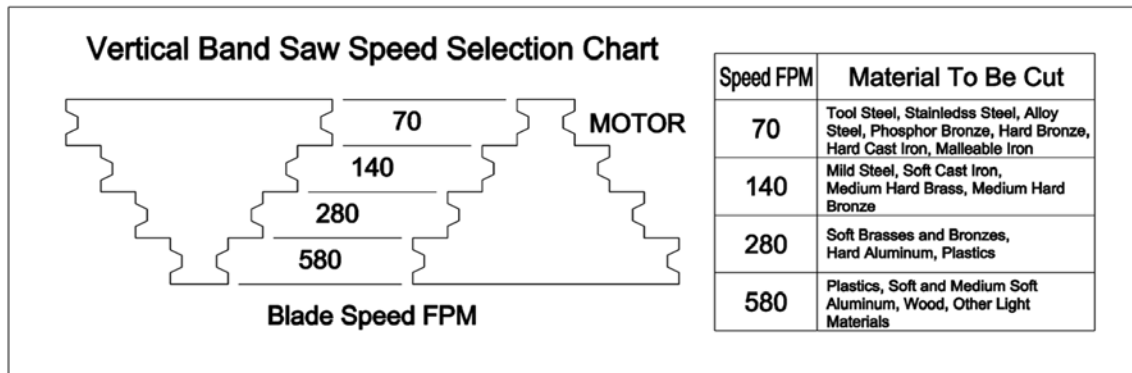 Vertical Band Saw Speed Selection Chart
70
MOTOR
140
280
580
Blade Speed FPM
Speed FPM
Material To Be Cut
70
Tool Steel, Stainledss Steel, Alloy
Steel, Phosphor Bronze, Hard Bronze,
Hard Cast Iron, Malleable Iron
140
Mild Steel, Soft Cast Iron,
Medium Hard Brass, Medium Hard
Bronze
280
Soft Brasses and Bronzes,
Hard Aluminum, Plastics
580
Plastics, Soft and Medium Soft
Aluminum, Wood, Other Light
Materials